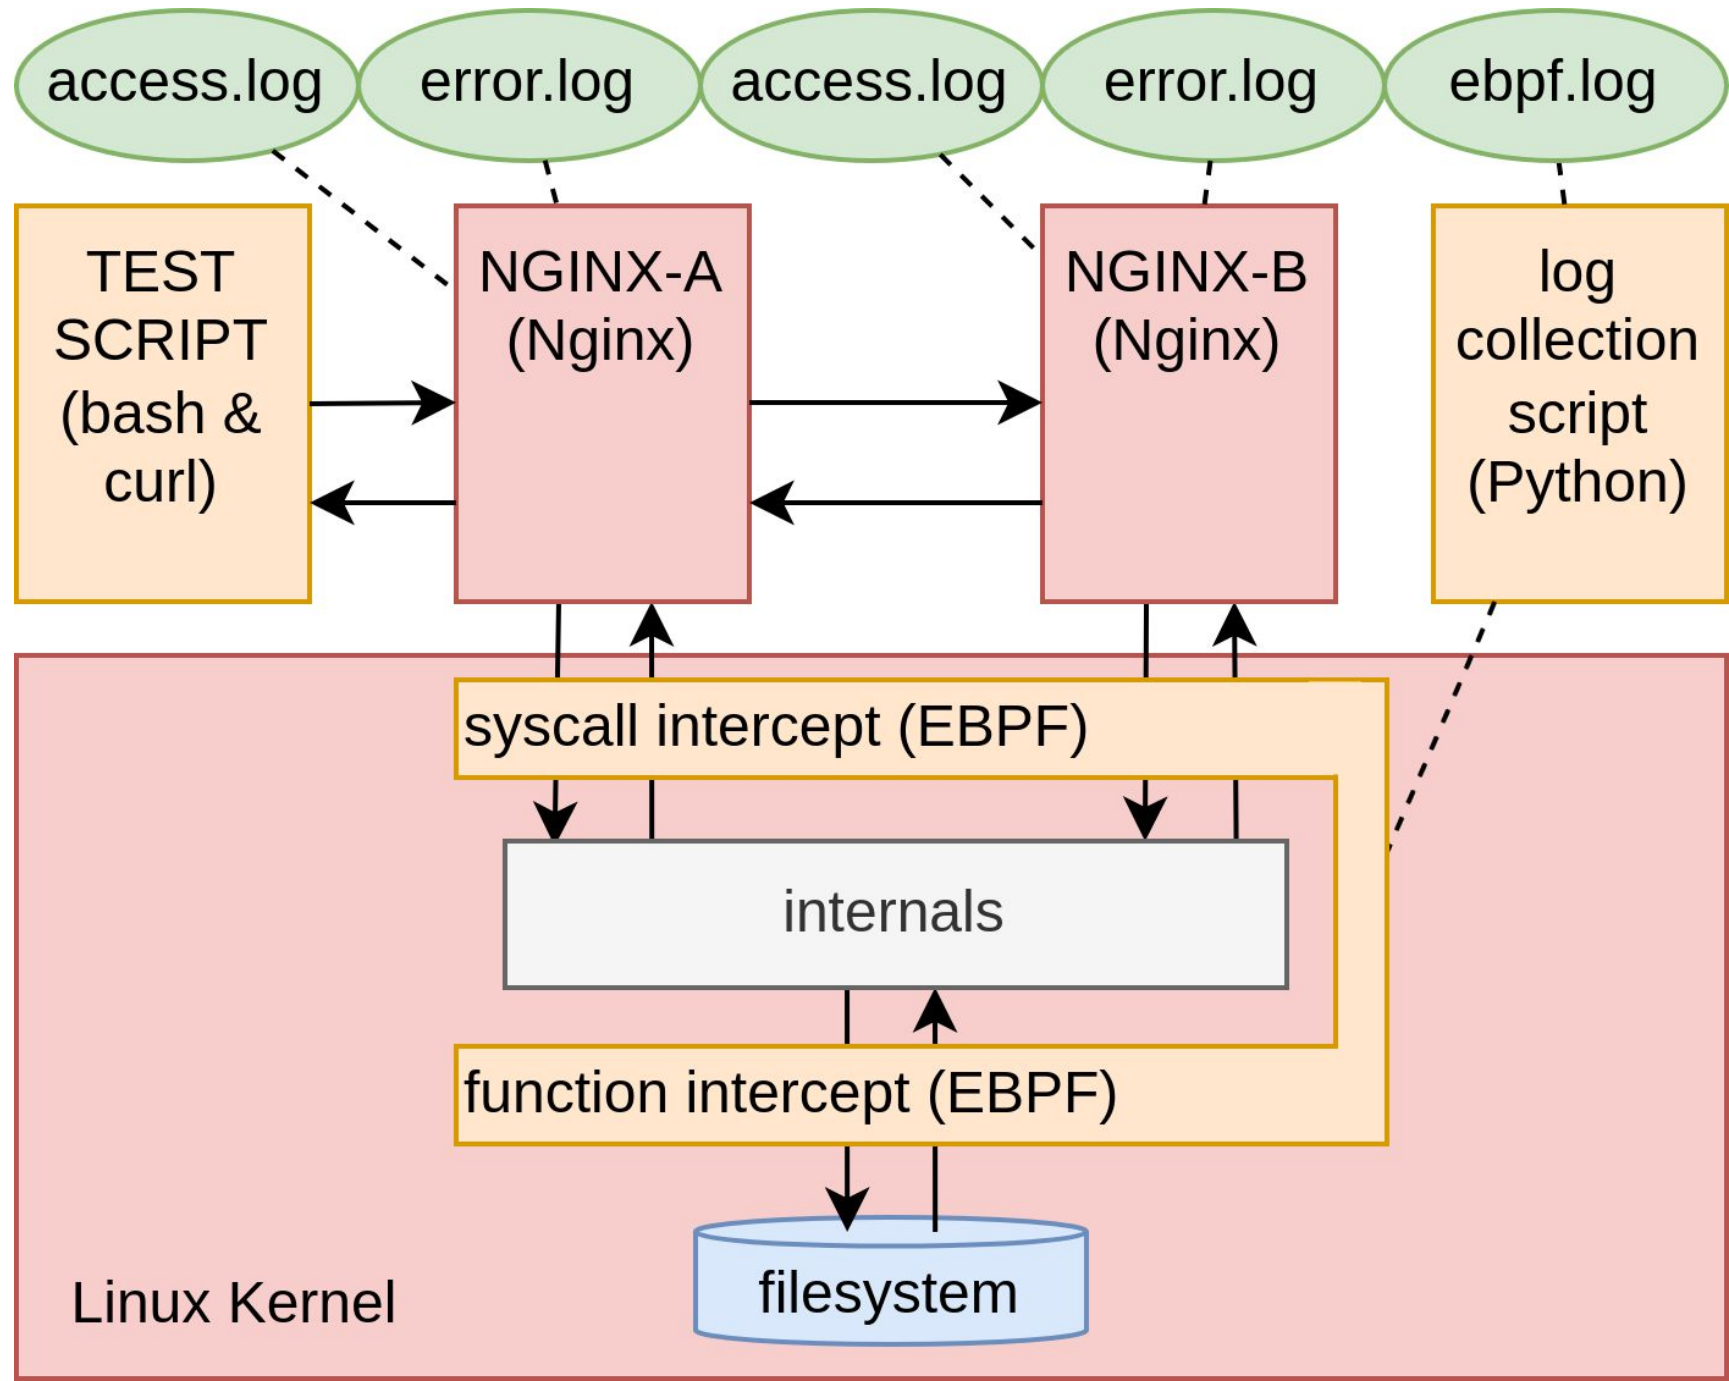 access.log
error.log
access.log
error.log
ebpf.log
TEST
SCRIPT
(bash &
curl)
NGINX-A
(Nginx)
NGINX-B
(Nginx)
log
collection
script
(Python)
syscall intercept (EBPF)
internals
function intercept (EBPF)
filesystem
Linux Kernel